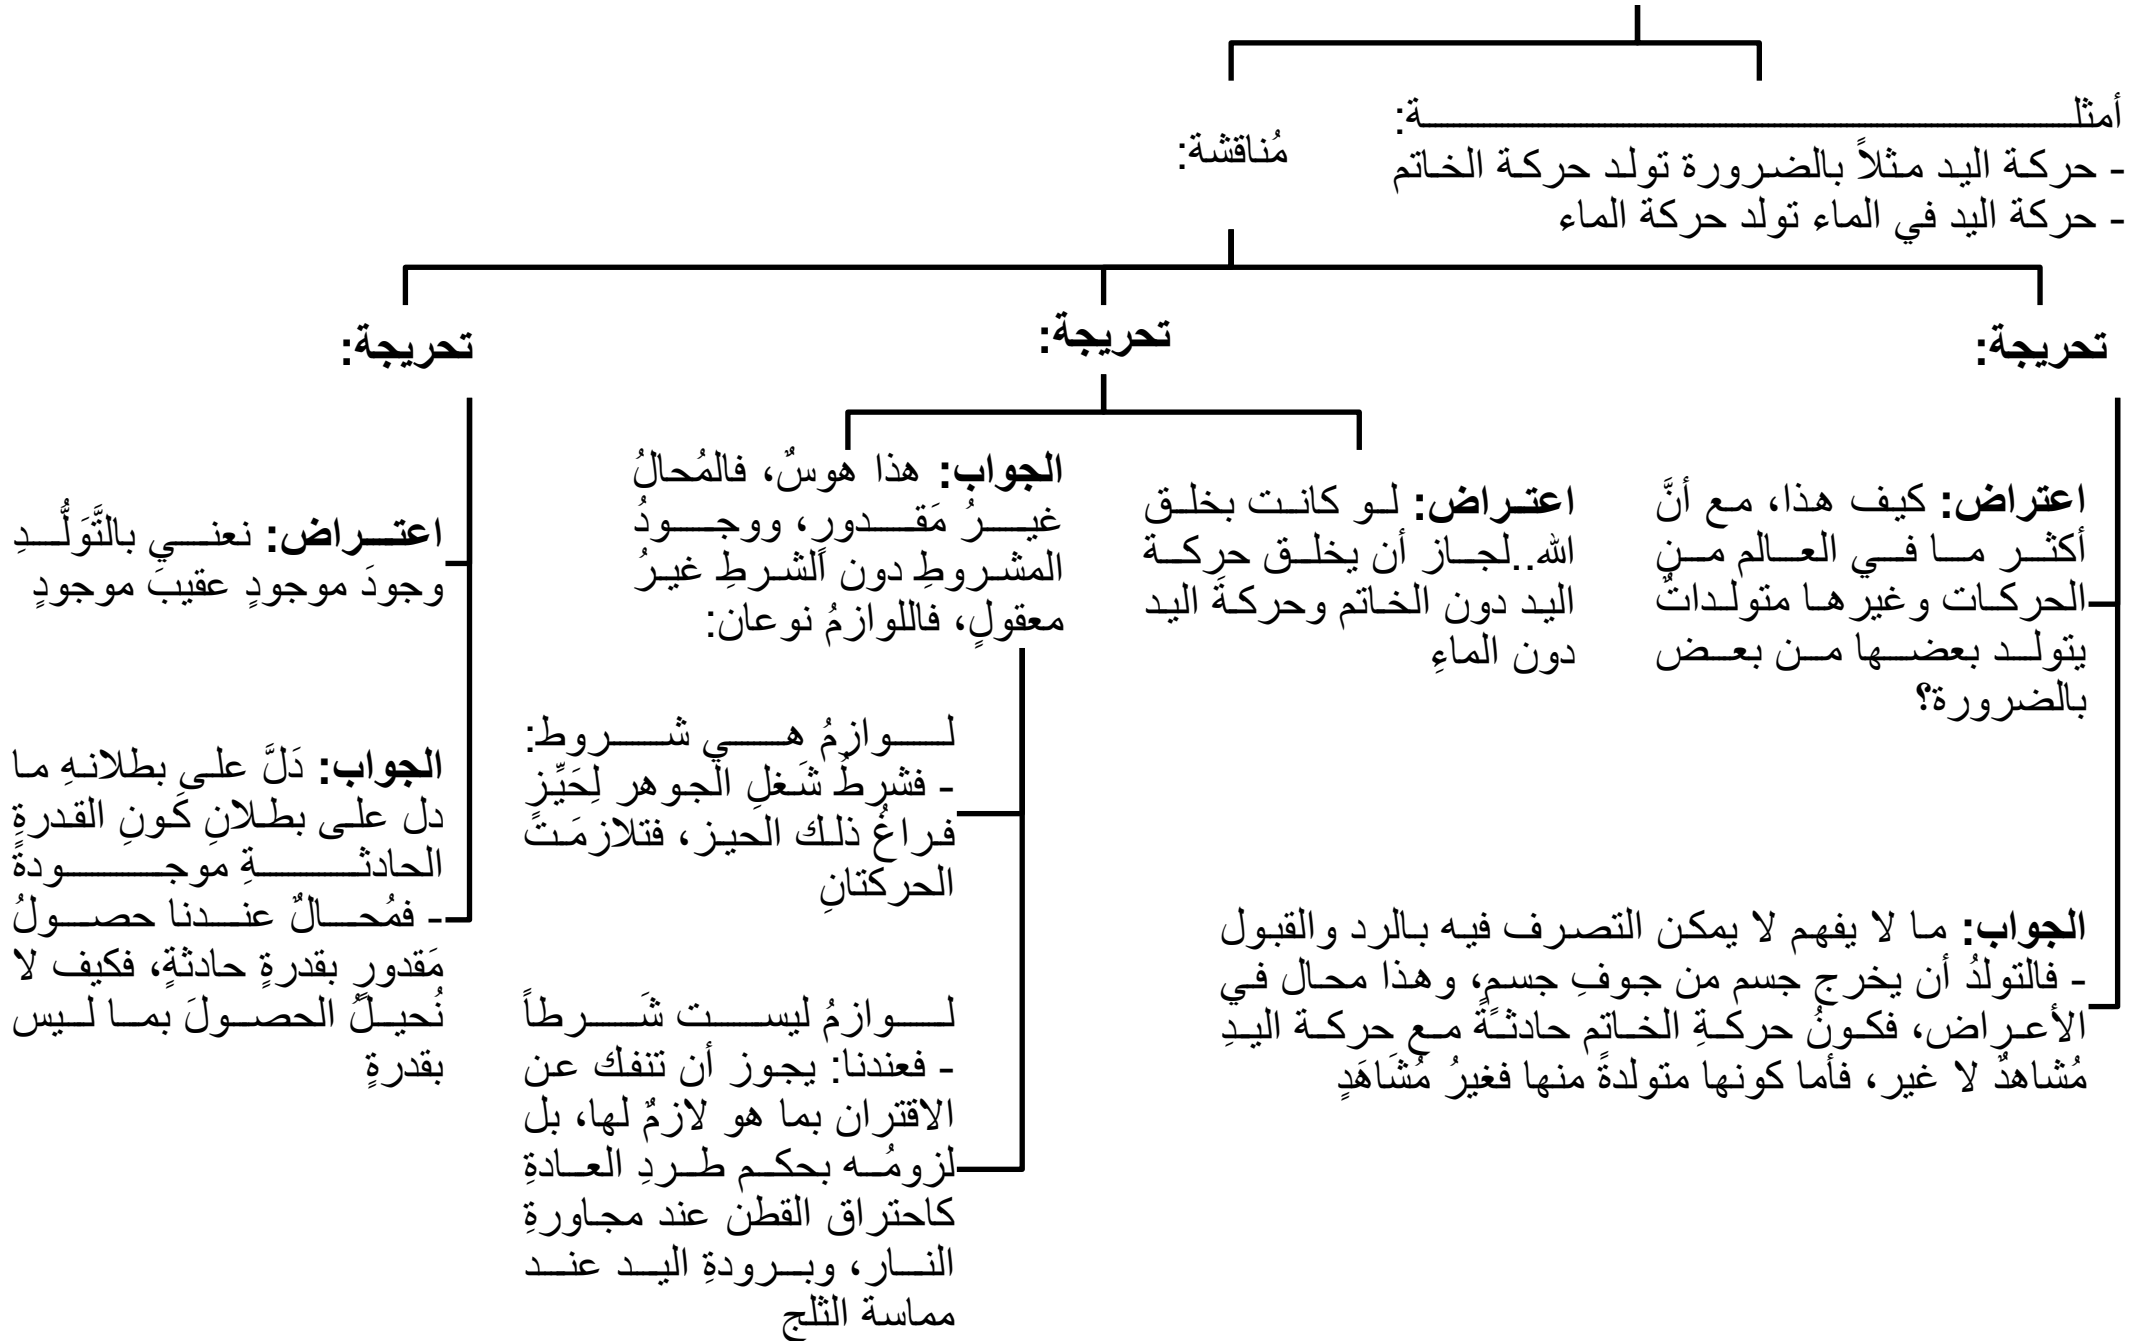 أمثلة:
- حركة اليد مثلاً بالضرورة تولد حركة الخاتم
- حركة اليد في الماء تولد حركة الماء
مُناقشة:
تحريجة:
اعتراض: كيف هذا، مع أنَّ
أكثر ما في العالم من
الحركات وغيرها متولداتٌ
يتولد بعضها من بعض
بالضرورة؟
الجواب: ما لا يفهم لا يمكن التصرف فيه بالرد والقبول
- فالتولدُ أن يخرج جسم من جوفِ جسمٍ، وهذا محال في
الأعراض، فكونُ حركةِ الخاتم حادثةً مع حركة اليدِ
مُشاهدٌ لا غير، فأما كونها متولدةً منها فغيرُ مُشَاهَدٍ
تحريجة:
اعتراض: لو كانت بخلق
الله..لجاز أن يخلق حركة
اليد دون الخاتم وحركةَ اليد
دون الماءِ
الجواب: هذا هوسٌ، فالمُحالُ
غيرُ مَقدورٍ، ووجودُ
المشروطِ دون الشرطِ غيرُ
معقولٍ، فاللوازمُ نوعان:
لوازمُ هي شروط:
- فشرطُ شَغلِ الجوهر لِحَيِّزٍ
فراغُ ذلك الحيز، فتلازمَت
الحركتانِ
لوازمُ ليست شَرطاً
- فعندنا: يجوز أن تنفك عن
الاقتران بما هو لازمٌ لها، بل
لزومُه بحكم طردِ العادةِ
كاحتراق القطن عند مجاورةِ
النار، وبرودةِ اليد عند
مماسة الثلج
تحريجة:
اعتراض: نعني بالتَّوَلُّدِ
وجودَ موجودٍ عقيبَ موجودٍ
الجواب: دَلَّ على بطلانهِ ما
دل على بطلانِ كَونِ القدرةِ
الحادثةِ موجودةً
- فمُحالٌ عندنا حصولُ
مَقدورٍ بقدرةٍ حادثةٍ، فكيف لا
نُحيلُ الحصولَ بما ليس
بقدرةٍ